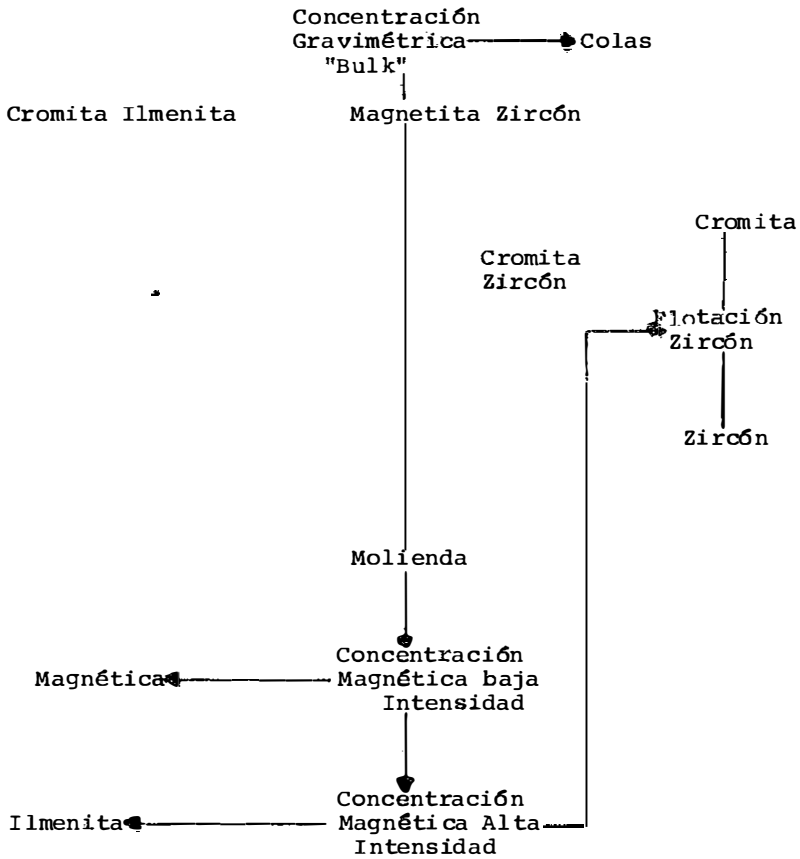 Concentración
Gravimétrica Colas
"Bulk"
Cromita Ilmenita Magnetita Zircón
Cromita
Cromita
Zircón
Flotación
Zircón
Zircón
Molienda
Concentración
Magnética Magnética baja
Intensidad
Concentración
Ilmenita Magnética Alta
Intensidad